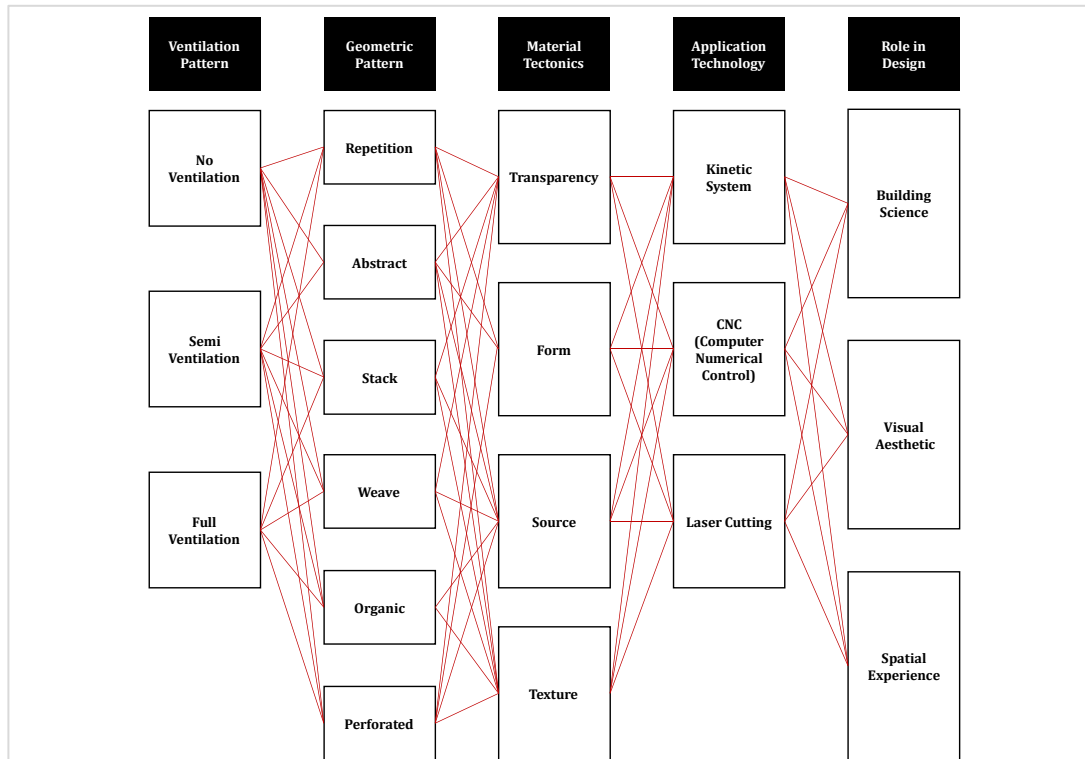 Ventilation
Pattern
Geometric
Pattern
Material
Tectonics
Application
Technology
Role in
Design
No
Ventilation
Semi
Ventilation
Full
Ventilation
Repetition
Abstract
Stack
Weave
Organic
Perforated
Transparency
Form
Source
Texture
Kinetic
System
CNC
(Computer
Numerical
Control)
Laser Cutting
Building
Science
Visual
Aesthetic
Spatial
Experience